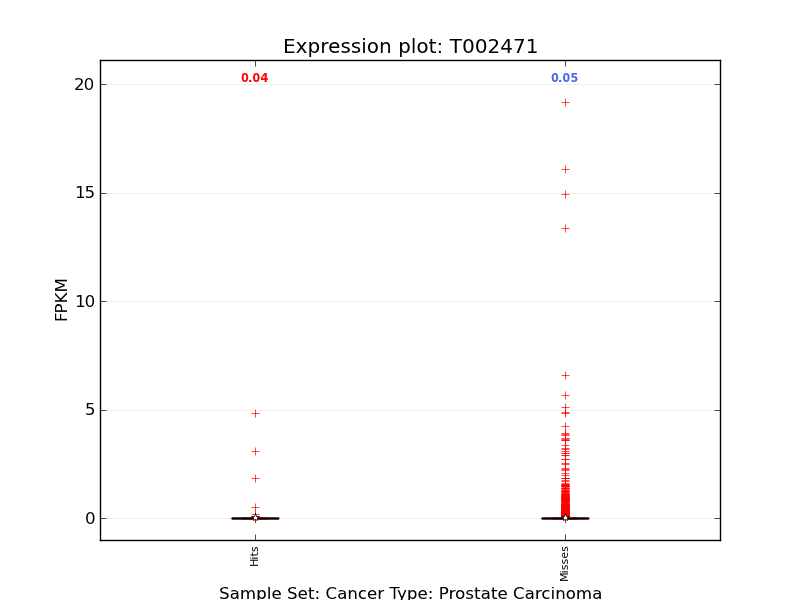 Expression plot: T002471
0.04
0.05
20
15
10
5
0
FPKM
Hits
Misses
Sample Set: Cancer Type: Prostate Carcinoma